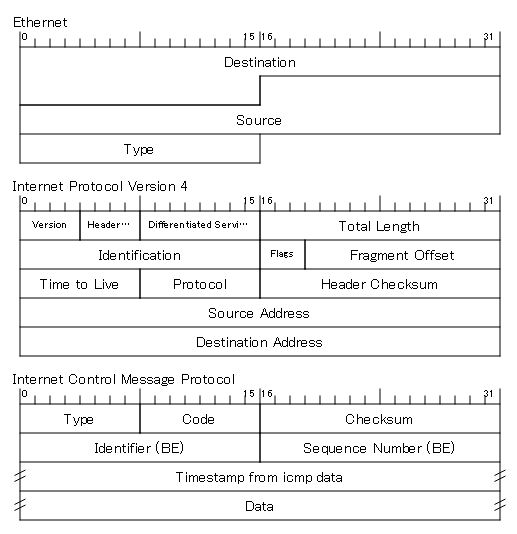 Ethernet
0 15 16 31
Destination
Source
Type
Internet Protocol Version 4
0 15 16 31
Version Header… Differentiated Servi… Total Length
Identification Flags Fragment Offset
Time to Live Protocol Header Checksum
Source Address
Destination Address
Internet Control Message Protocol
0 15 16 31
Type Code Checksum
Identifier (BE) Sequence Number (BE)
Timestamp from icmp data
Data